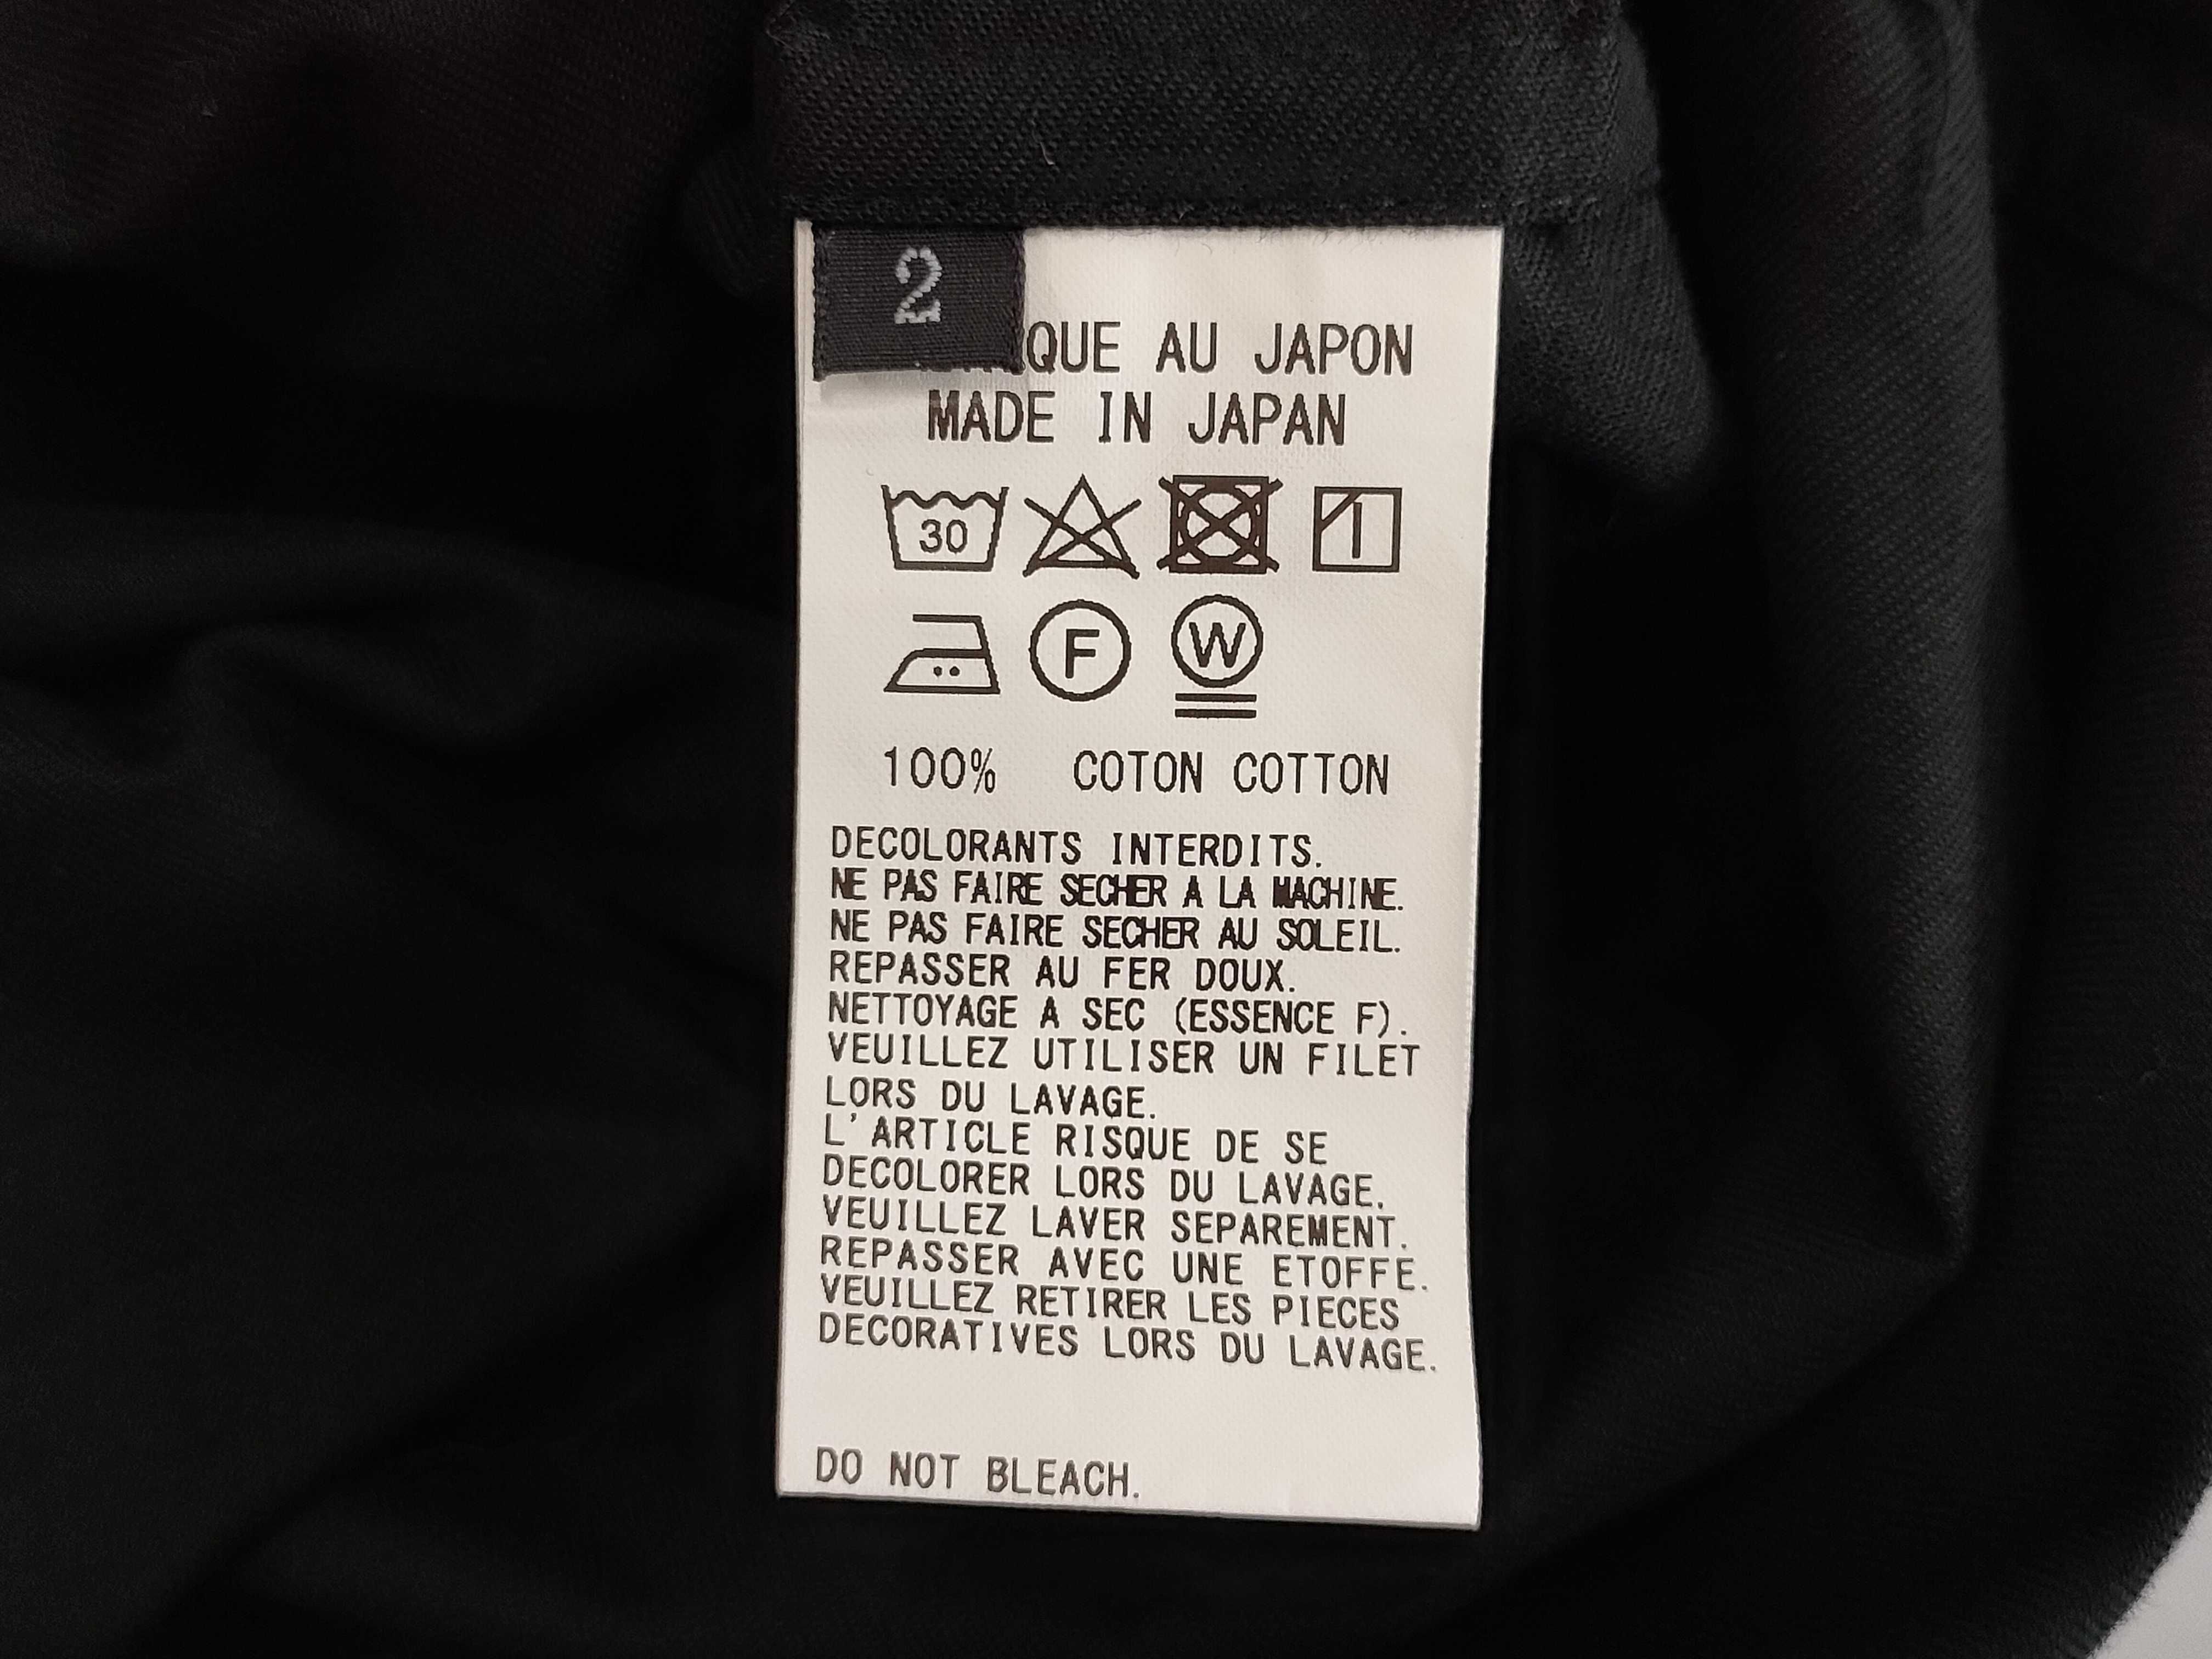 2
QUE AU JAPON
MADE IN JAPAN
30
F W
100% COTON COTTON
DECOLORANTS INTERDITS.
NE PAS FAIRE SECHER A LA MACHINE.
NE PAS FAIRE SECHER AU SOLEIL.
REPASSER AU FER DOUX.
NETTOYAGE A SEC (ESSENCE F).
VEUILLEZ UTILISER UN FILET
LORS DU LAVAGE.
L'ARTICLE RISQUE DE SE
DECOLORER LORS DU LAVAGE.
VEUILLEZ LAVER SEPAREMENT.
REPASSER AVEC UNE ETOFFE.
VEUILLEZ RETIRER LES PIECES
DECORATIVES LORS DU LAVAGE.
DO NOT BLEACH.